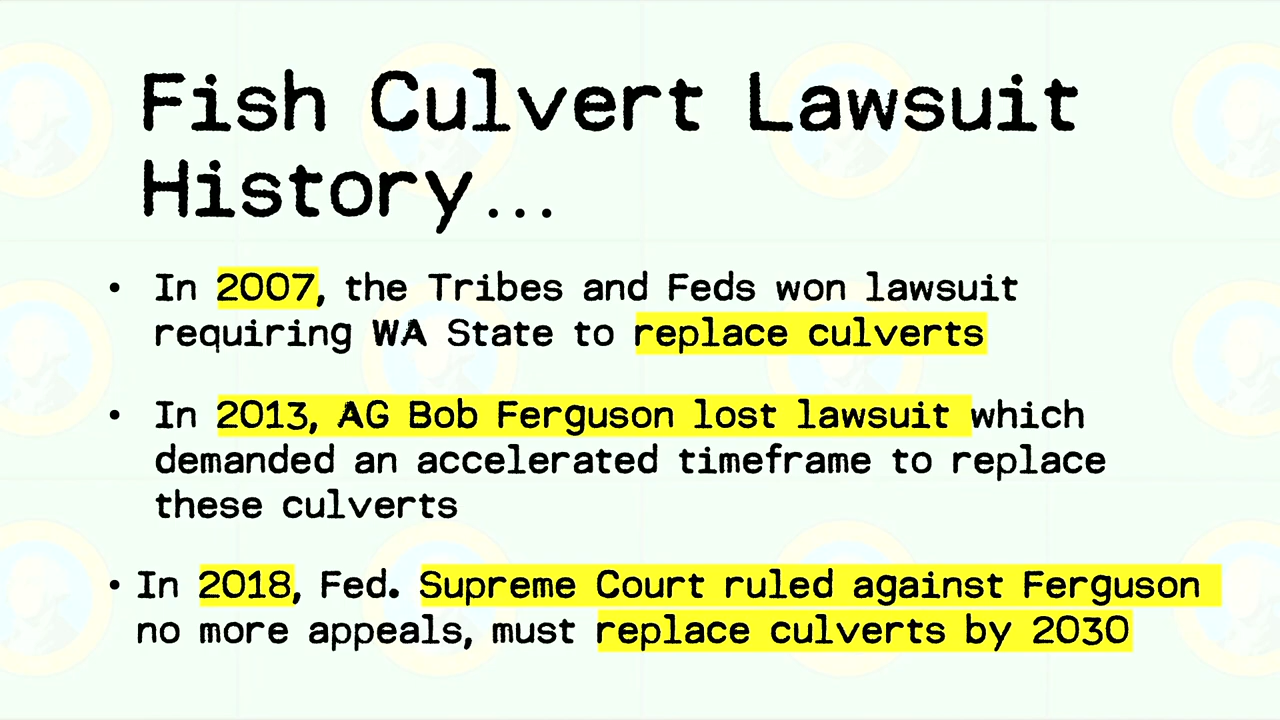 Fish Culvert Lawsuit
History...
• In 2007, the Tribes and Feds won lawsuit
requiring WA State to replace culverts
• In 2013, AG Bob Ferguson lost lawsuit which
demanded an accelerated timeframe to replace
these culverts
• In 2018, Fed. Supreme Court ruled against Ferguson
no more appeals, must replace culverts by 2030